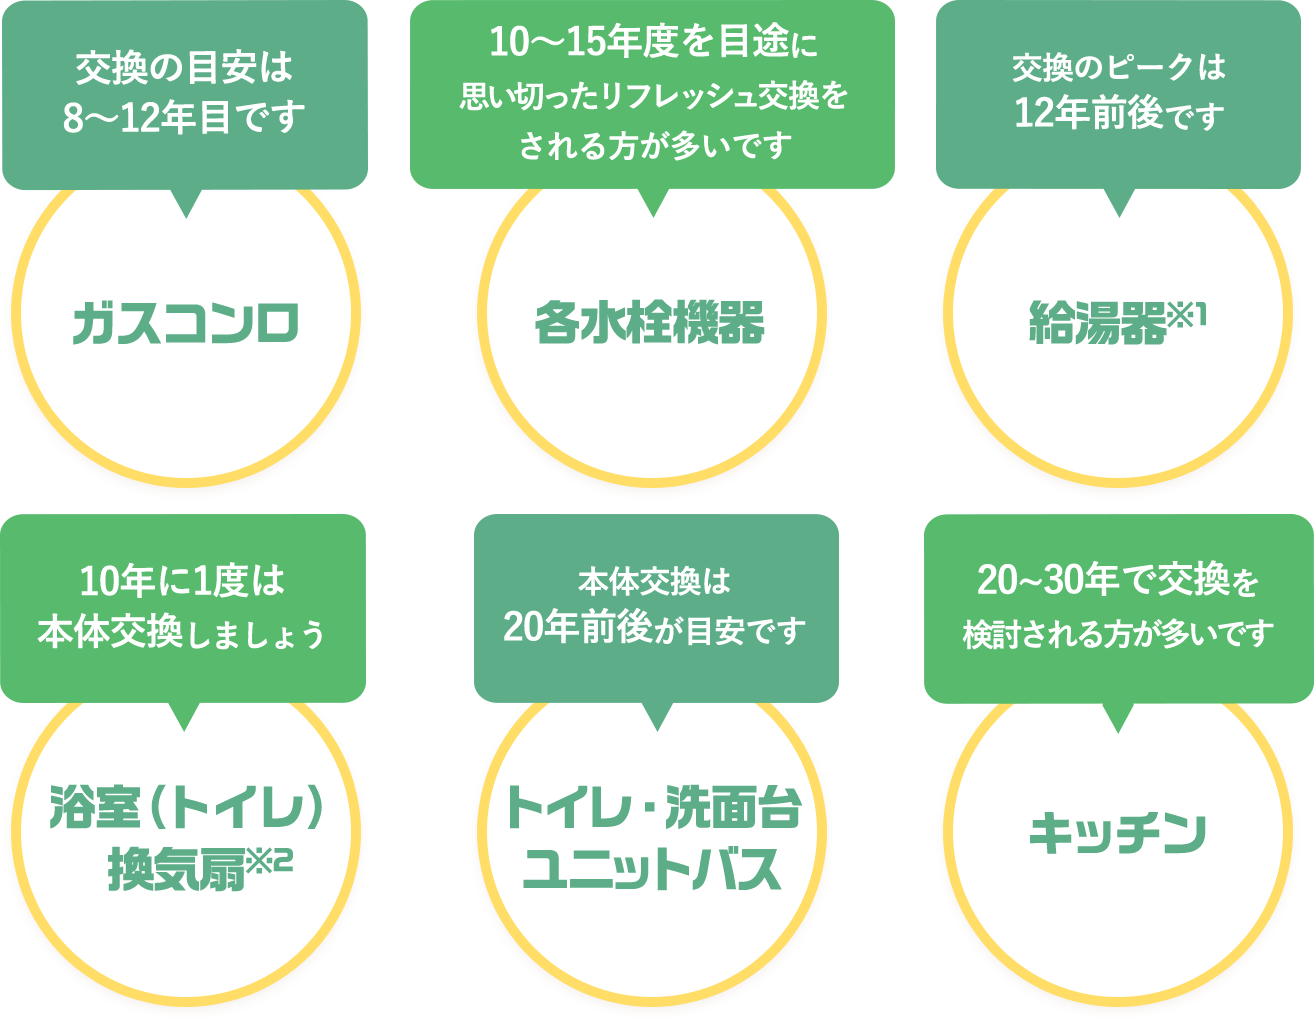 交換の目安は
8〜12年目です
ガスコンロ
10〜15年度を目途に
思い切ったリフレッシュ交換を
される方が多いです
各水栓機器
交換のピークは
12年前後です
給湯器※1
10年に1度は
本体交換しましょう
浴室(トイレ)
換気扇※2
本体交換は
20年前後が目安です
トイレ・洗面台
ユニットバス
20~30年で交換を
検討される方が多いです
キッチン